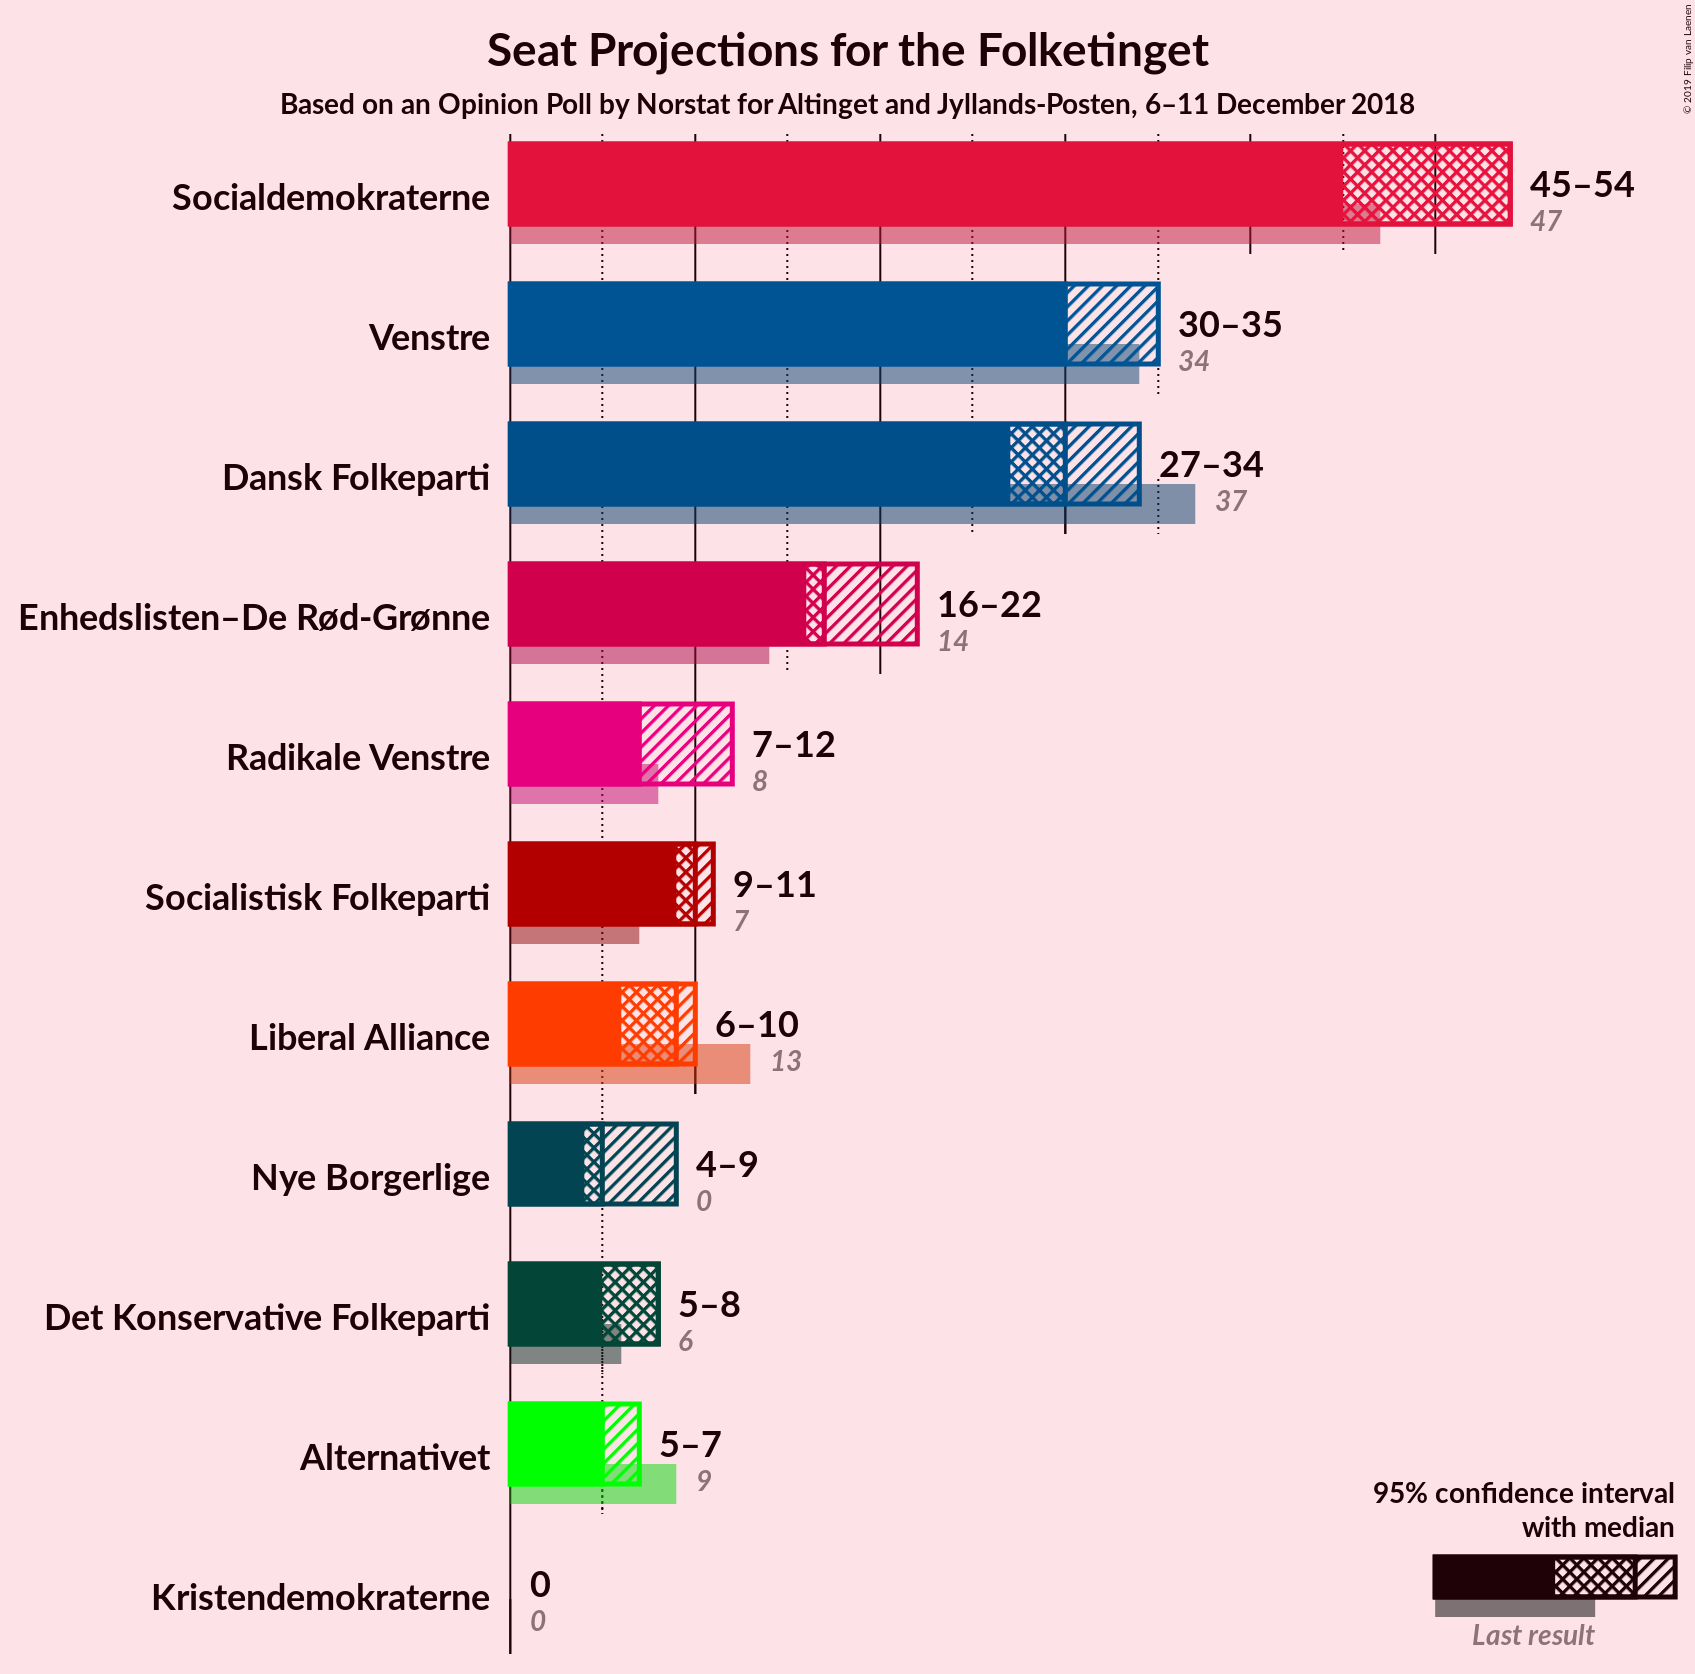 Seat Projections for the Folketinget
Based on an Opinion Poll by Norstat for Altinget and Jyllands-Posten, 6–11 December 2018
© 2019 Filip van Laenen
Socialdemokraterne
45–54
47
Venstre
30–35
34
Dansk Folkeparti
27–34
37
Enhedslisten–De Rød-Grønne
16–22
14
Radikale Venstre
7–12
8
Socialistisk Folkeparti
9–11
7
Liberal Alliance
6–10
13
Nye Borgerlige
4–9
0
Det Konservative Folkeparti
5–8
6
Alternativet
5–7
9
Kristendemokraterne
0
0
95% confidence interval
with median
Last result